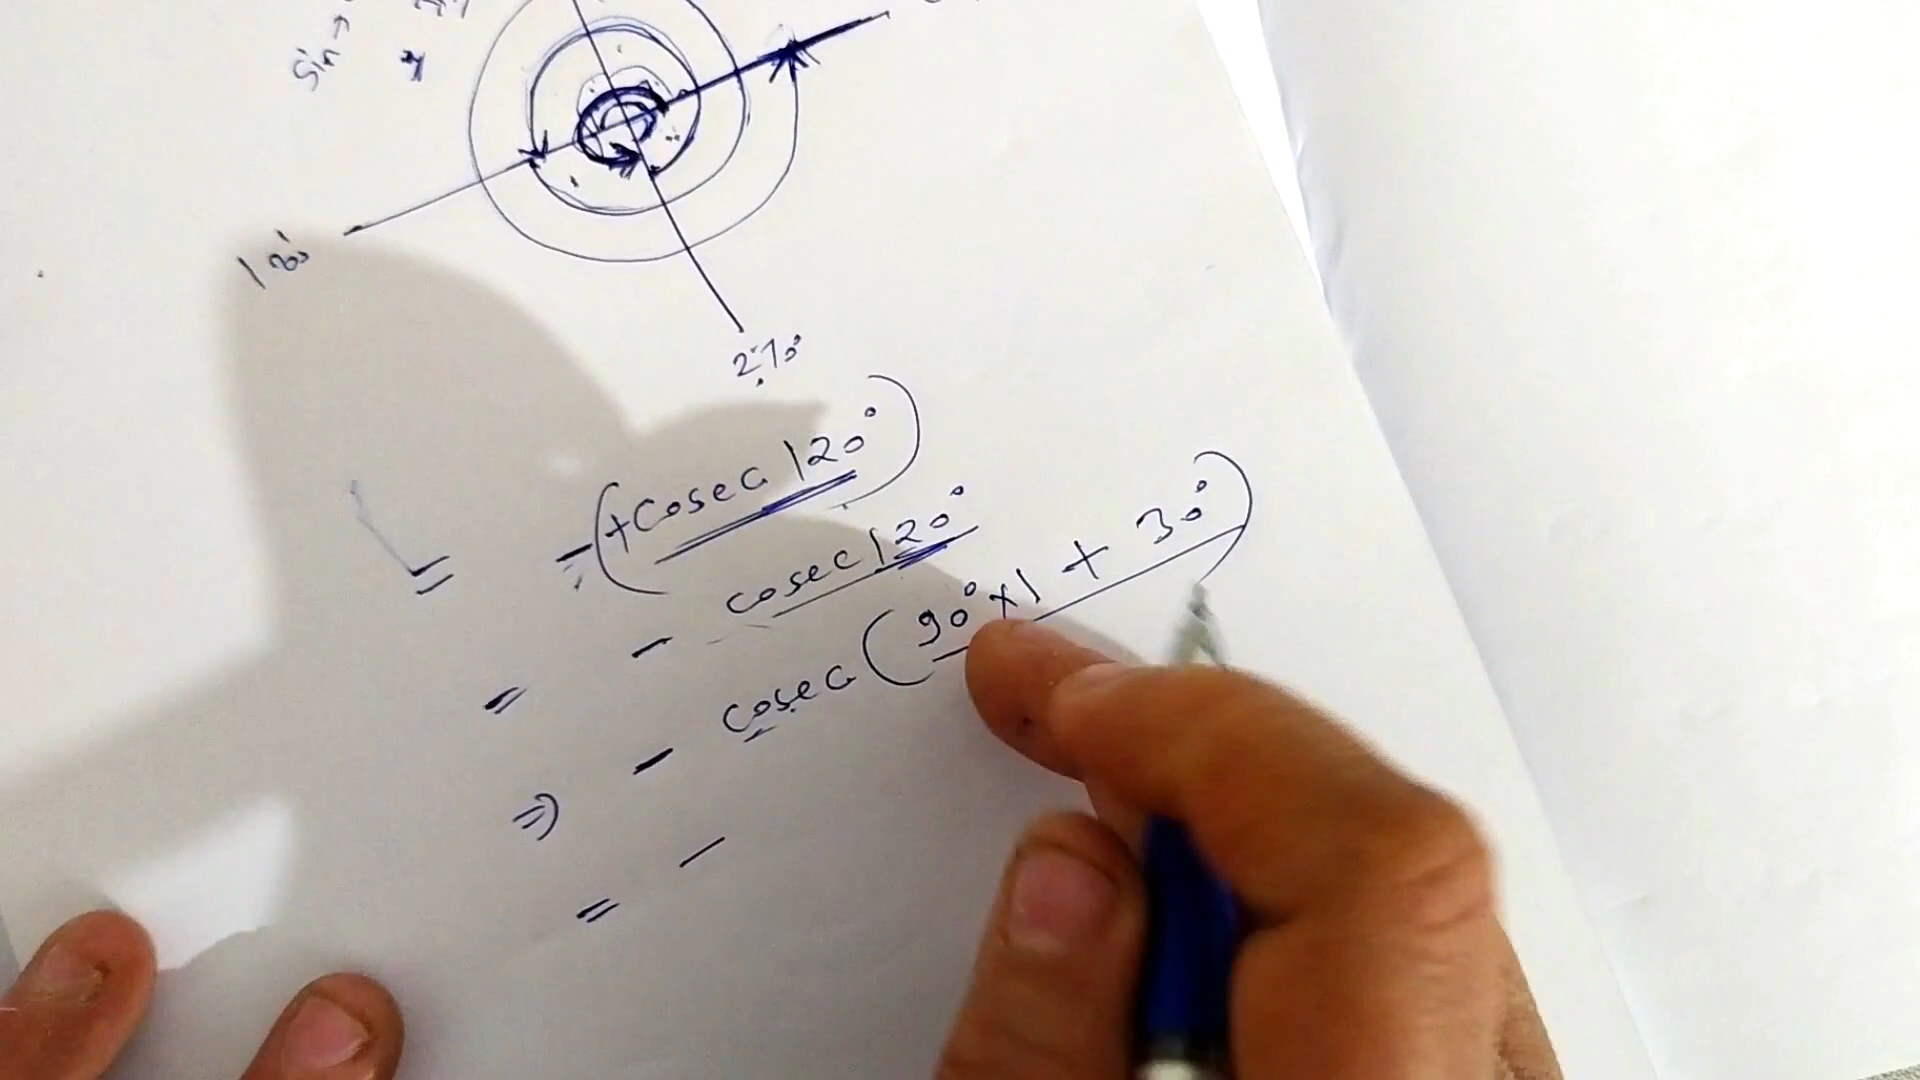 sin→
180°
270°
= -(+cosec 120°)
= - cosec 120°
⇒ - cosec (90°×1 + 30°)
= -